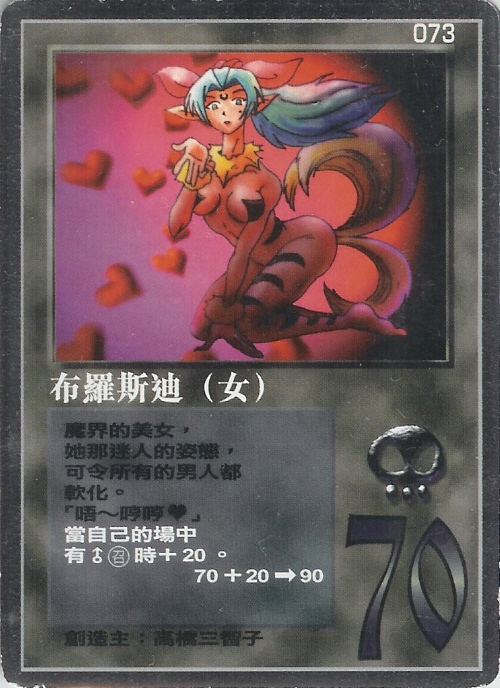 073
布羅斯迪（女）
魔界的美女，
她那迷人的姿態，
可令所有的男人都
軟化。
『唔～哼哼♥』
當自己的場中
有♂㊂時＋20。
70＋20➡90
70
創造主：高橋三智子